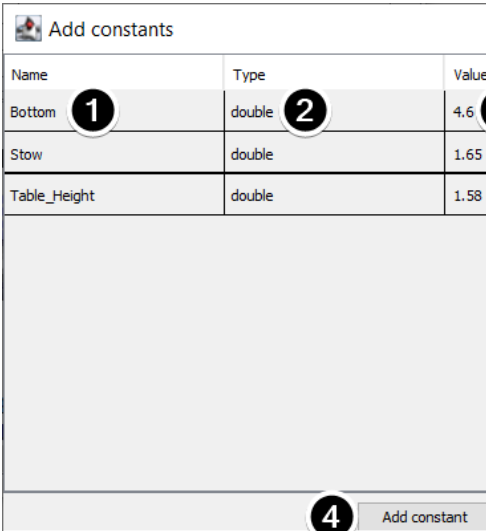 Add constants
Name Type Value
Bottom 1 double 2 4.6
Stow double 1.65
Table_Height double 1.58
4 Add constant